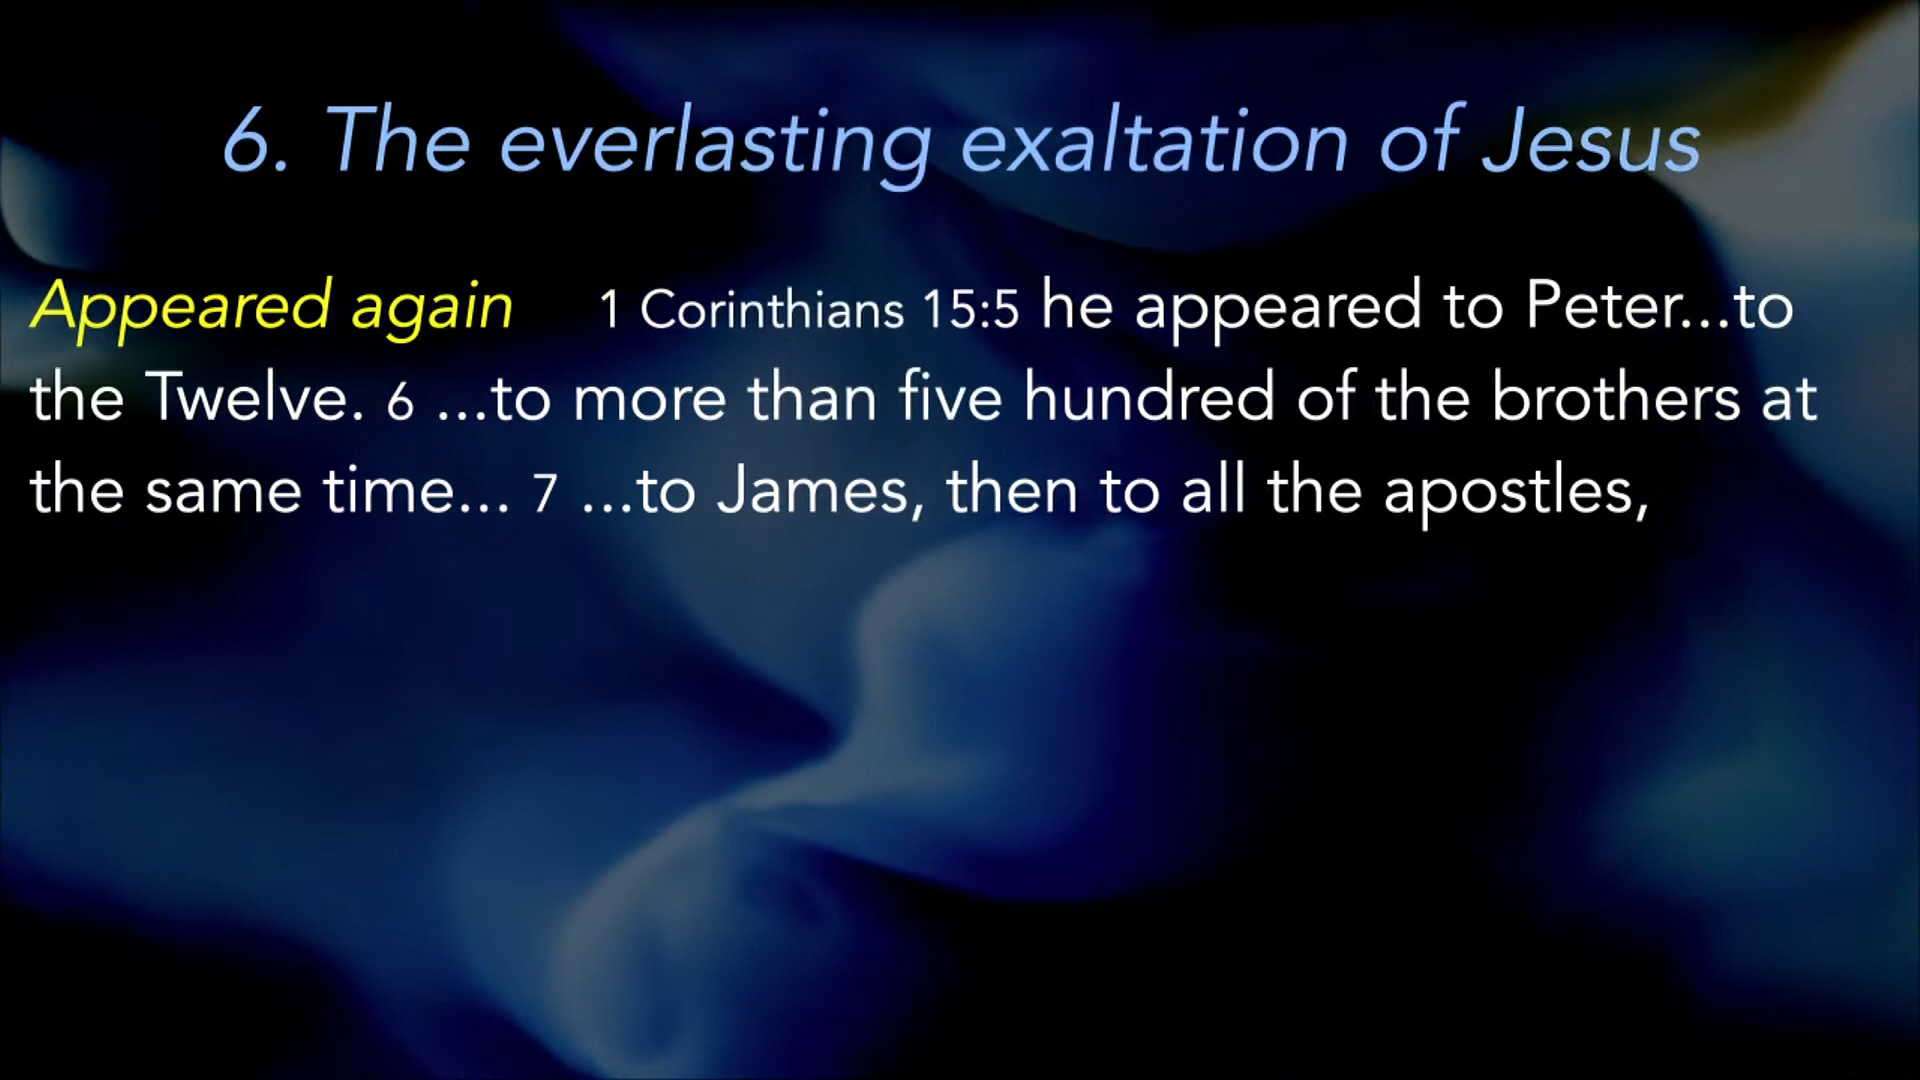 6. The everlasting exaltation of Jesus
Appeared again 1 Corinthians 15:5 he appeared to Peter...to
the Twelve. 6 ...to more than five hundred of the brothers at
the same time... 7 ...to James, then to all the apostles,